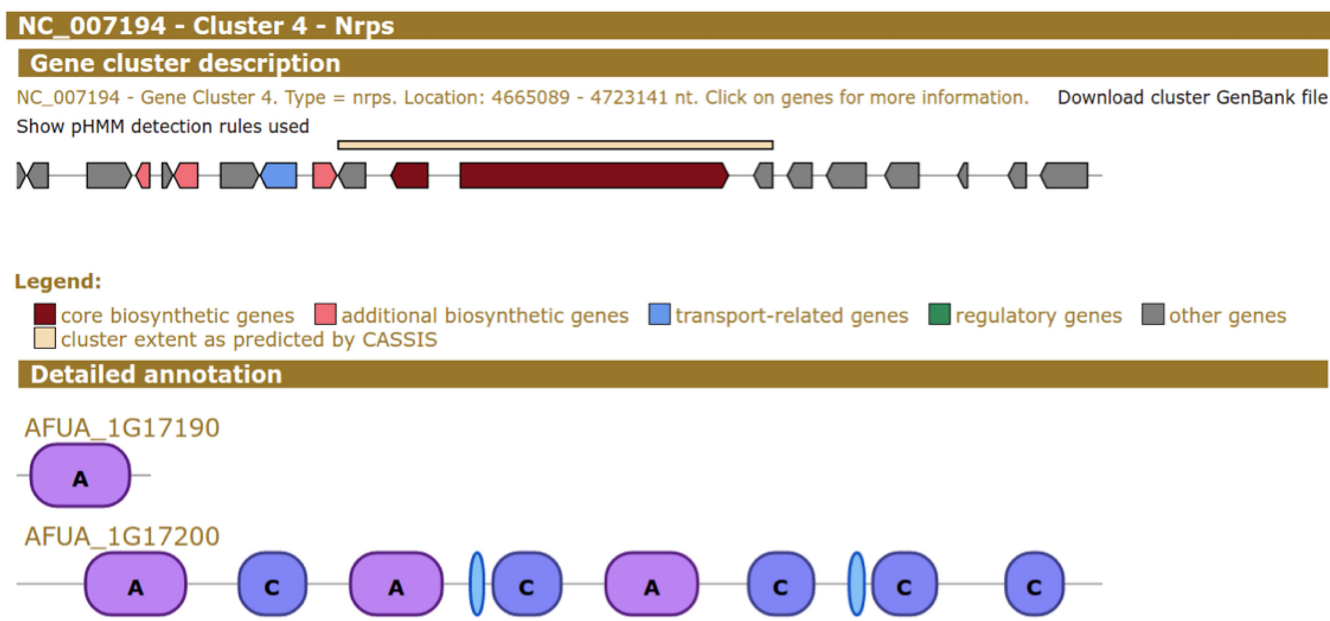 NC_007194 - Cluster 4 - Nrps
Gene cluster description
NC_007194 - Gene Cluster 4. Type = nrps. Location: 4665089 - 4723141 nt. Click on genes for more information. Download cluster GenBank file
Show pHMM detection rules used
Legend:
core biosynthetic genes additional biosynthetic genes transport-related genes regulatory genes other genes
cluster extent as predicted by CASSIS
Detailed annotation
AFUA_1G17190
A
AFUA_1G17200
A C A C A C C C